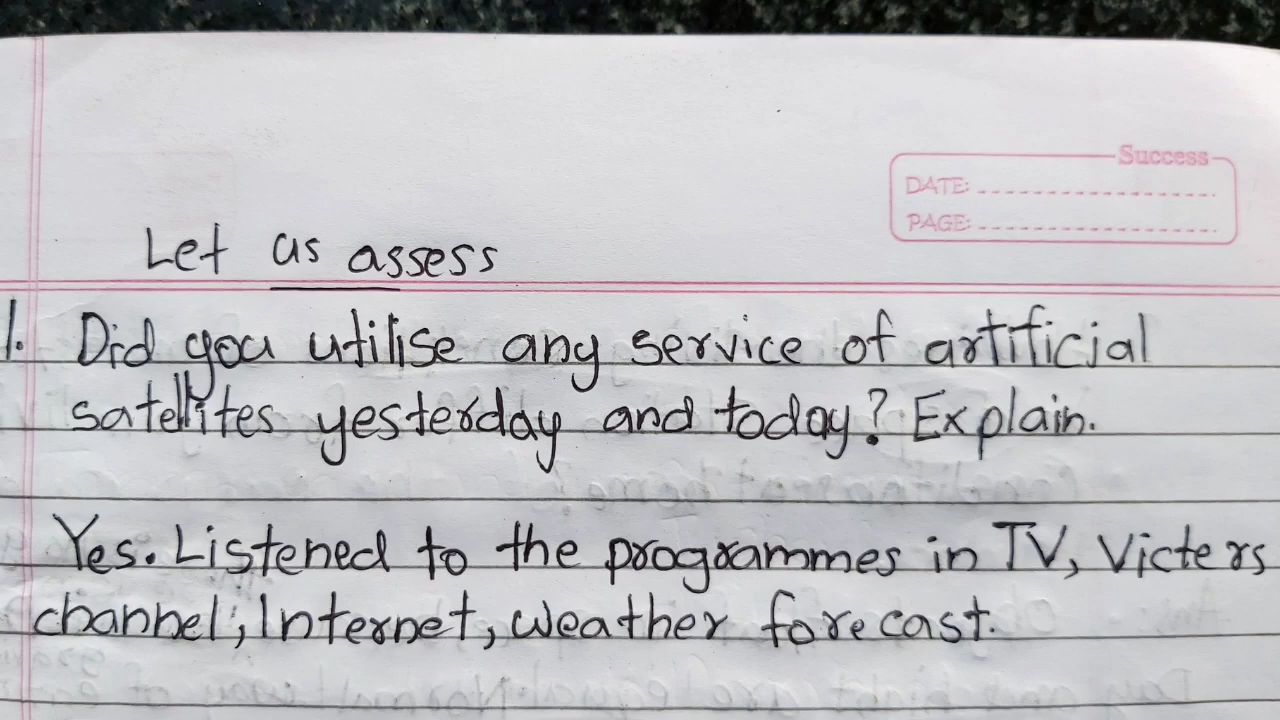 Success
DATE:
PAGE:
Let us assess
1. Did you utilise any service of artificial
satellites yesterday and today? Explain.
Yes. Listened to the programmes in TV, Victers
channel, Internet, weather forecast.